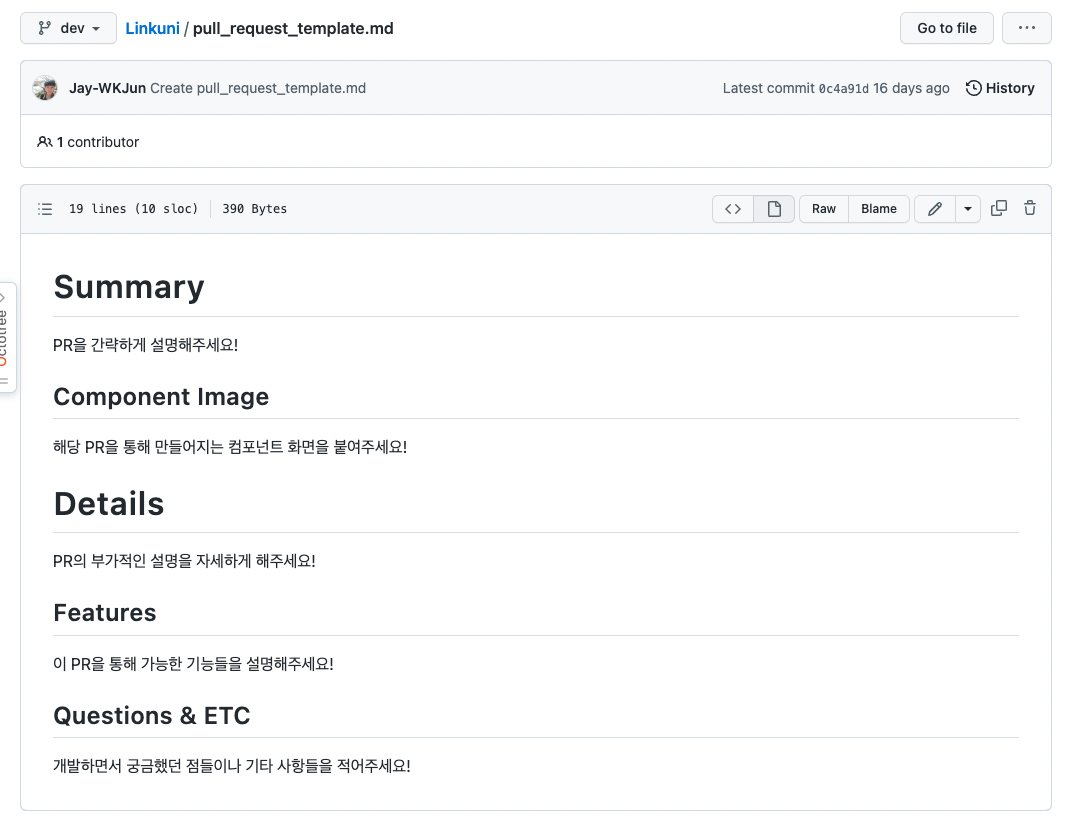 dev
Linkuni / pull_request_template.md
Go to file
Jay-WKJun Create pull_request_template.md
Latest commit 0c4a91d 16 days ago
History
1 contributor
19 lines (10 sloc)
390 Bytes
Raw
Blame
Octotree
Summary
PR을 간략하게 설명해주세요!
Component Image
해당 PR을 통해 만들어지는 컴포넌트 화면을 붙여주세요!
Details
PR의 부가적인 설명을 자세하게 해주세요!
Features
이 PR을 통해 가능한 기능들을 설명해주세요!
Questions & ETC
개발하면서 궁금했던 점들이나 기타 사항들을 적어주세요!